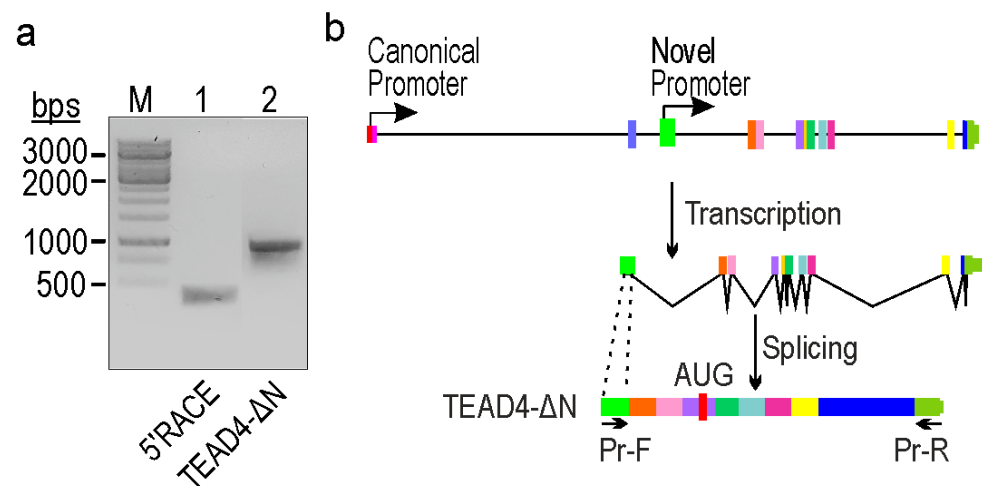 a
bps
M 1 2
3000
2000
1000
500
5'RACE
TEAD4-ΔN
b
Canonical
Promoter
Novel
Promoter
Transcription
Splicing
AUG
TEAD4-ΔN
Pr-F
Pr-R